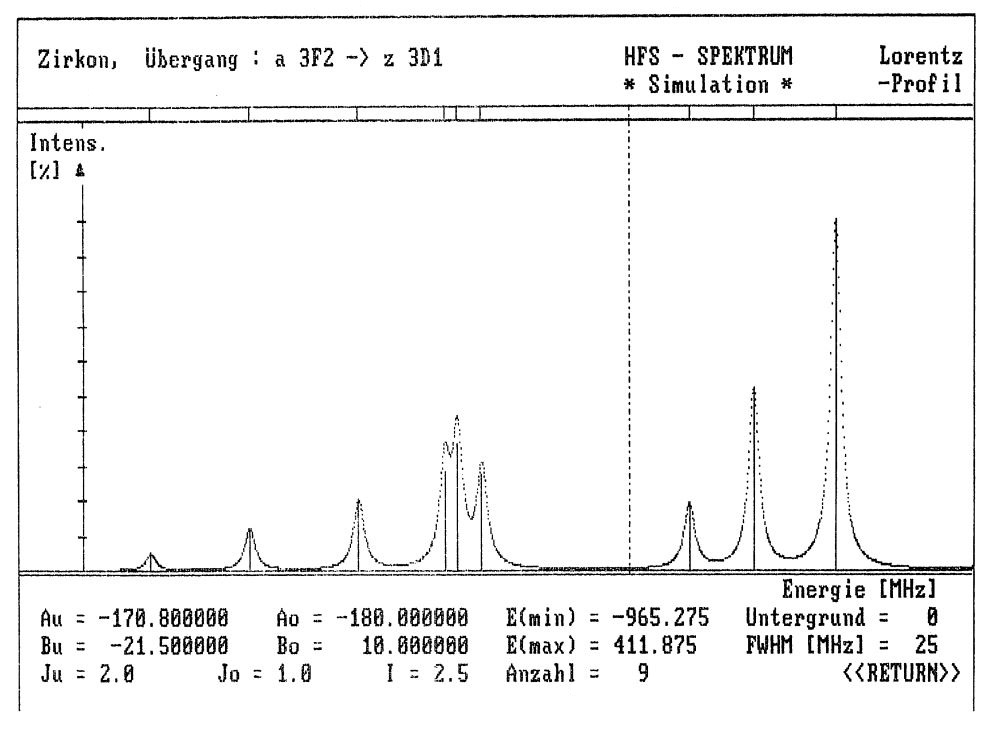 Zirkon, Übergang : a 3F2 -> z 3D1 HFS - SPEKTRUM Lorentz
* Simulation * -Profil
Intens.
[%]
Energie [MHz]
Au = -170.800000 Ao = -180.000000 E(min) = -965.275 Untergrund = 0
Bu = -21.500000 Bo = 10.000000 E(max) = 411.875 FWHM [MHz] = 25
Ju = 2.0 Jo = 1.0 I = 2.5 Anzahl = 9 <<RETURN>>